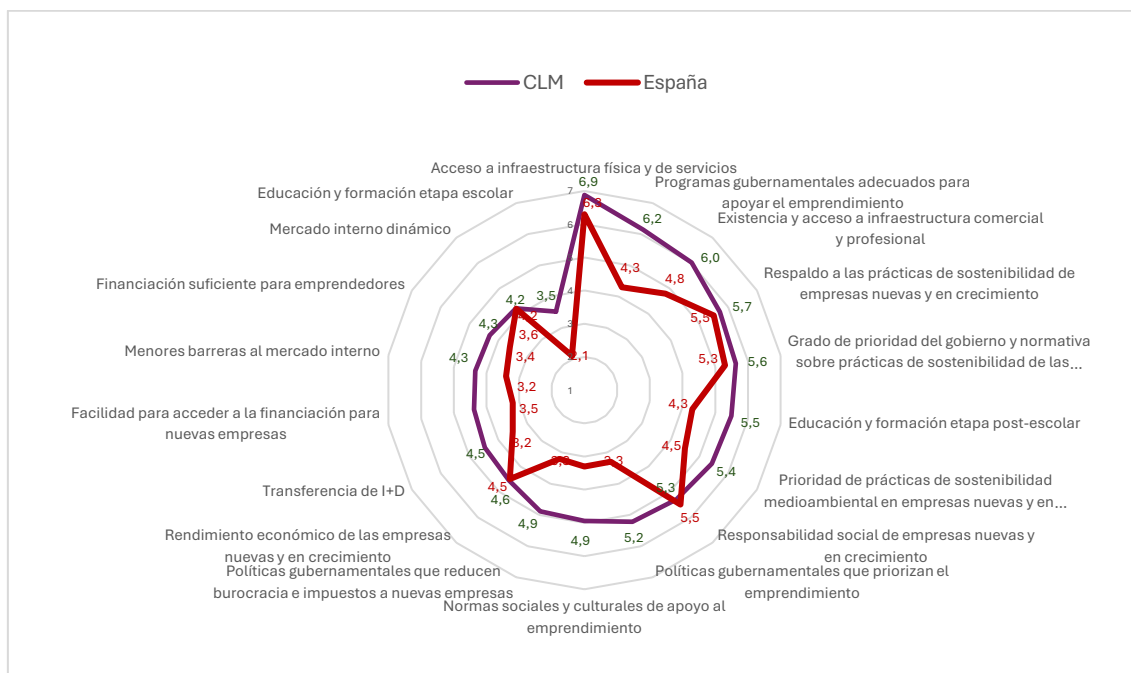 CLM España
Acceso a infraestructura física y de servicios
6,9
7
6,3
Programas gubernamentales adecuados para
apoyar el emprendimiento
6,2
4,3
Existencia y acceso a infraestructura comercial
y profesional
6,0
4,8
Respaldo a las prácticas de sostenibilidad de
empresas nuevas y en crecimiento
5,7
5,5
Grado de prioridad del gobierno y normativa
sobre prácticas de sostenibilidad de las...
5,6
5,3
Educación y formación etapa post-escolar
5,5
4,3
Prioridad de prácticas de sostenibilidad
medioambiental en empresas nuevas y en...
5,4
4,5
Responsabilidad social de empresas nuevas y
en crecimiento
5,3
5,5
Políticas gubernamentales que priorizan el
emprendimiento
5,2
3,3
Normas sociales y culturales de apoyo al
emprendimiento
4,9
Políticas gubernamentales que reducen
burocracia e impuestos a nuevas empresas
4,9
Rendimiento económico de las empresas
nuevas y en crecimiento
4,6
4,5
Transferencia de I+D
4,5
3,2
Facilidad para acceder a la financiación para
nuevas empresas
3,5
Menores barreras al mercado interno
4,3
3,2
Financiación suficiente para emprendedores
4,3
3,4
Mercado interno dinámico
4,2
4,2
3,6
Educación y formación etapa escolar
3,5
2,1
6
5
4
3
1